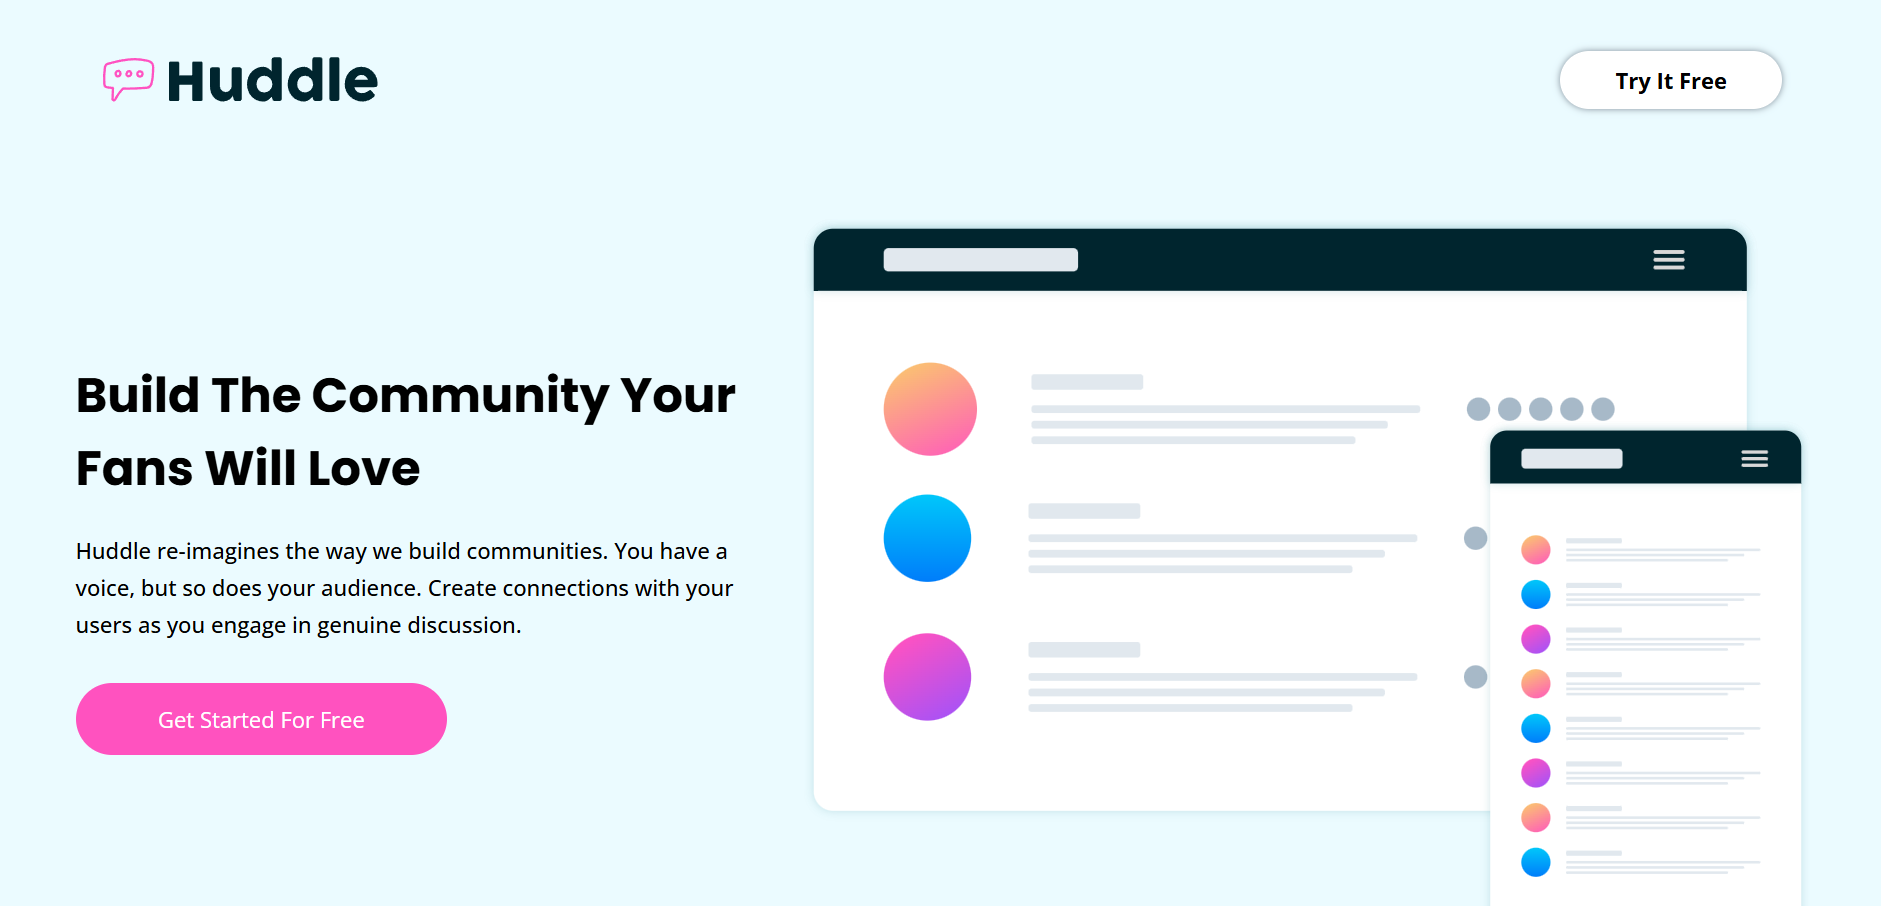 Huddle
Try It Free
Build The Community Your
Fans Will Love
Huddle re-imagines the way we build communities. You have a
voice, but so does your audience. Create connections with your
users as you engage in genuine discussion.
Get Started For Free